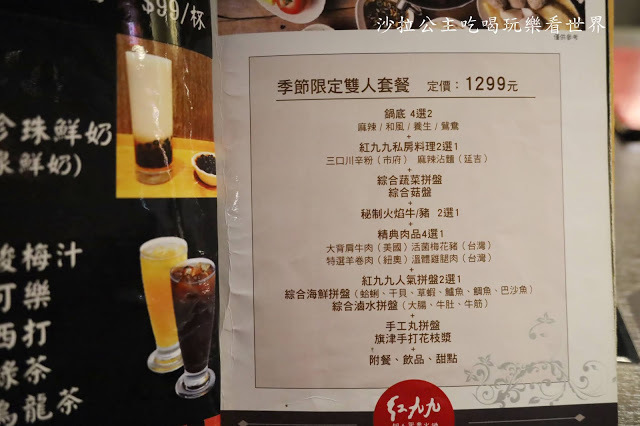 $99/杯
沙拉公主吃喝玩樂看世界
僅供參考
珍珠鮮奶
鮮奶)
酸梅汁
可樂
西打
綠茶
烏龍茶
季節限定雙人套餐 定價：1299元
鍋底 4選2
麻辣/和風/養生/鴛鴦
+
紅九九私房料理2選1
三口川辛粉（市府） 麻辣沾麵（延吉）
+
綜合蔬菜拼盤
綜合菇盤
+
秘制火焰牛/豬 2選1
+
精典肉品4選1
大背肩牛肉（美國）活菌梅花豬（台灣）
特選羊卷肉（紐奧）溫體雞腿肉（台灣）
+
紅九九人氣拼盤2選1
綜合海鮮拼盤（蛤蜊、干貝、草蝦、鱸魚、鯛魚、巴沙魚）
綜合滷水拼盤（大腸、牛肚、牛筋）
+
手工丸拼盤
旗津手打花枝漿
+
附餐、飲品、甜點
紅九九